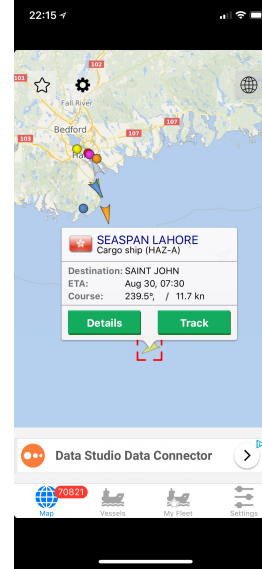 22:15
102
101
Fall River
Bedford
107
107
103
Ha
SEASPAN LAHORE
Cargo ship (HAZ-A)
Destination: SAINT JOHN
ETA: Aug 30, 07:30
Course: 239.5°, / 11.7 kn
Details Track
Data Studio Data Connector
70821
Map Vessels My Fleet Settings